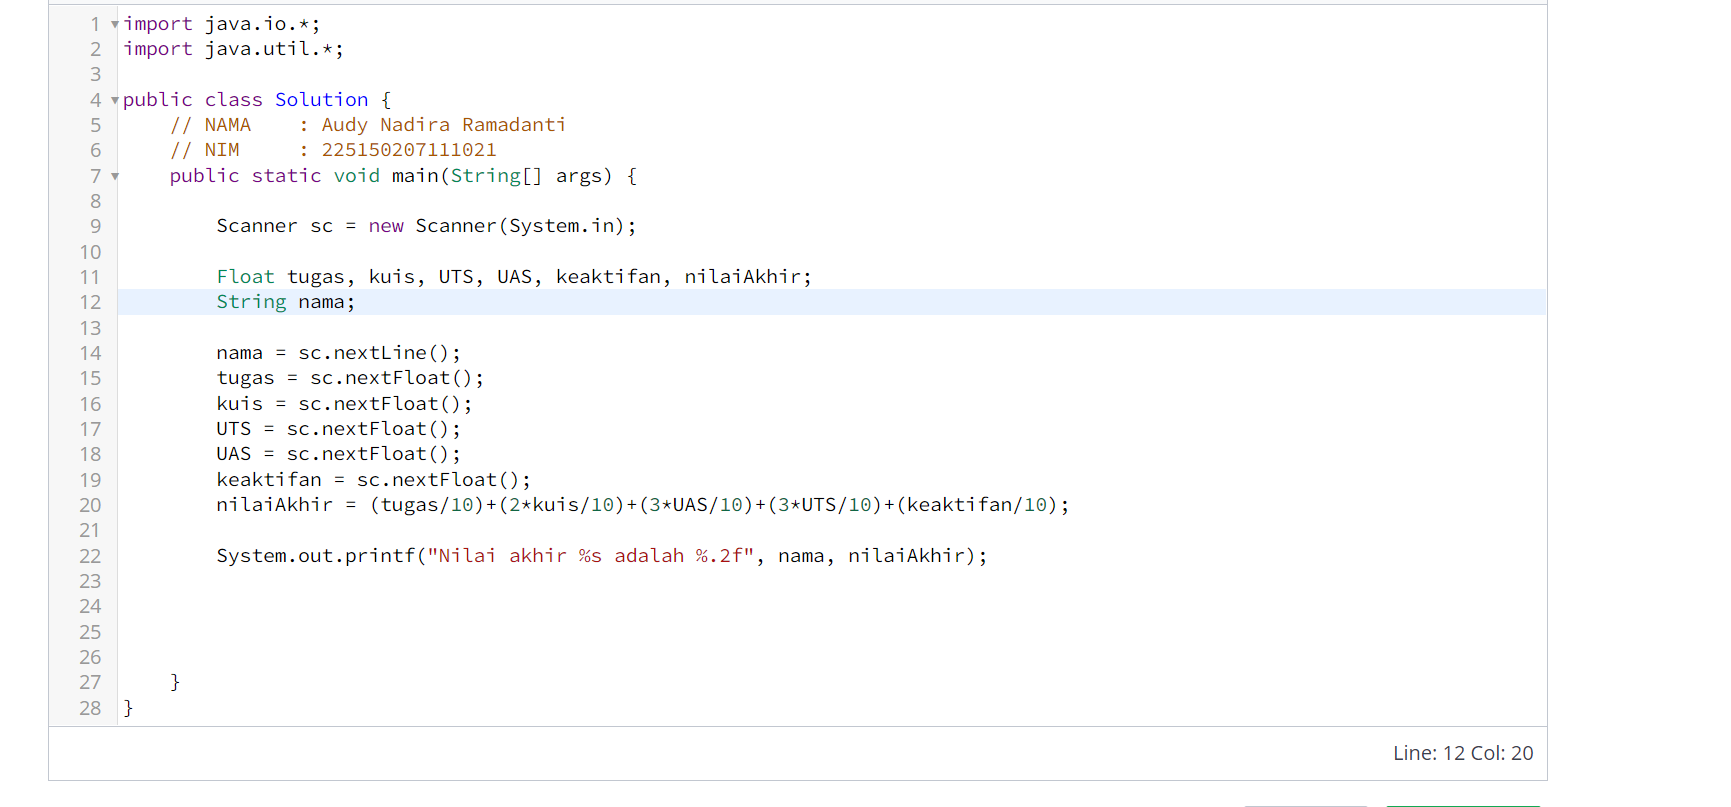 1 import java.io.*;
2 import java.util.*;
3
4 public class Solution {
5     // NAMA    : Audy Nadira Ramadanti
6     // NIM     : 225150207111021
7     public static void main(String[] args) {
8
9         Scanner sc = new Scanner(System.in);
10
11         Float tugas, kuis, UTS, UAS, keaktifan, nilaiAkhir;
12         String nama;
13
14         nama = sc.nextLine();
15         tugas = sc.nextFloat();
16         kuis = sc.nextFloat();
17         UTS = sc.nextFloat();
18         UAS = sc.nextFloat();
19         keaktifan = sc.nextFloat();
20         nilaiAkhir = (tugas/10)+(2*kuis/10)+(3*UAS/10)+(3*UTS/10)+(keaktifan/10);
21
22         System.out.printf("Nilai akhir %s adalah %.2f", nama, nilaiAkhir);
23
24
25
26
27     }
28 }
Line: 12 Col: 20